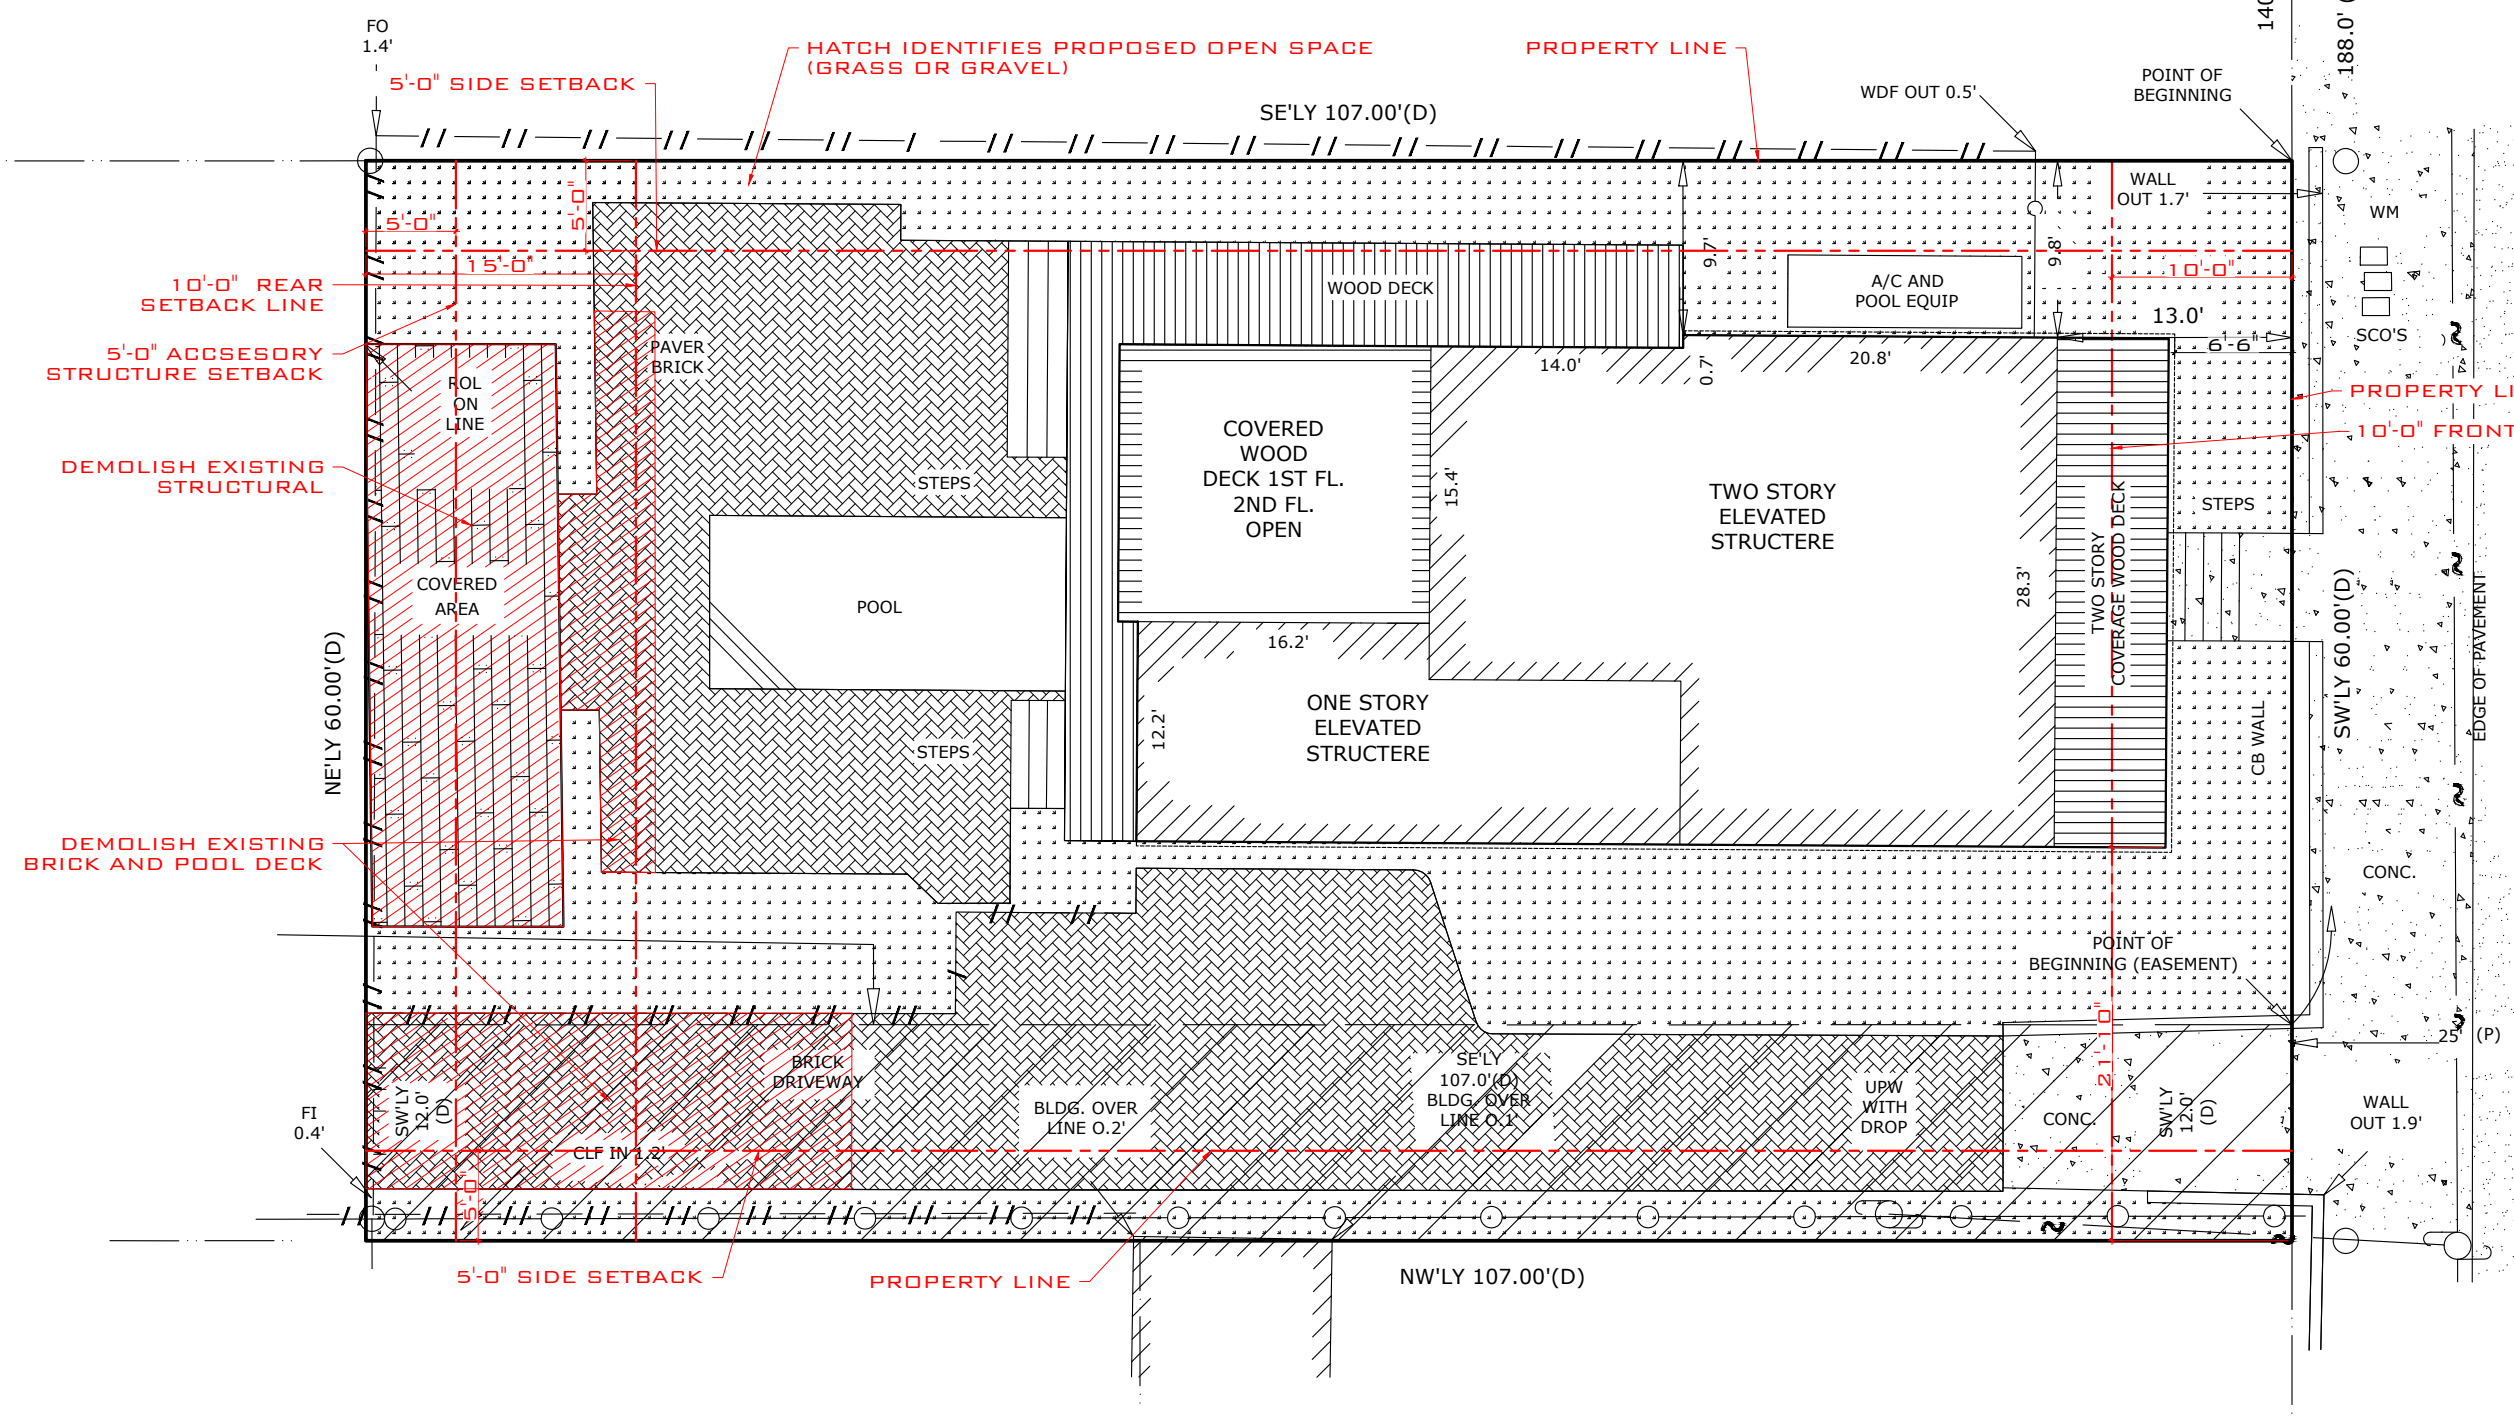 FO
1.4'
HATCH IDENTIFIES PROPOSED OPEN SPACE
(GRASS OR GRAVEL)
PROPERTY LINE
5'-0" SIDE SETBACK
SE'LY 107.00'(D)
WDF OUT 0.5'
POINT OF
BEGINNING
188.0'
WALL
OUT 1.7'
WM
5'-0"
5'-0"
15'-0"
10'-0" REAR
SETBACK LINE
WOOD DECK
9.7'
A/C AND
POOL EQUIP
9.8'
10'-0"
13.0'
6'-6"
SCO'S
5'-0" ACCSESORY
STRUCTURE SETBACK
PAVER
BRICK
ROL
ON
LINE
14.0'
0.7'
20.8'
PROPERTY LI
10'-0" FRONT
COVERED
WOOD
DECK 1ST FL.
2ND FL.
OPEN
DEMOLISH EXISTING
STRUCTURAL
STEPS
15.4'
TWO STORY
ELEVATED
STRUCTERE
STEPS
TWO STORY
COVERAGE WOOD DECK
28.3'
COVERED
AREA
POOL
16.2'
NE'LY 60.00'(D)
SW'LY 60.00'(D)
EDGE OF PAVEMENT
ONE STORY
ELEVATED
STRUCTERE
12.2'
STEPS
CB WALL
DEMOLISH EXISTING
BRICK AND POOL DECK
CONC.
POINT OF
BEGINNING (EASEMENT)
25' (P)
21'-10"
BRICK
DRIVEWAY
SE'LY
107.0'(D)
BLDG. OVER
LINE O.1'
BLDG. OVER
LINE O.2'
UPW
WITH
DROP
CONC.
SW'LY
12.0'
(D)
SW'LY
12.0'
(D)
WALL
OUT 1.9'
FI
0.4'
CLF IN 1.2'
5'-0"
5'-0" SIDE SETBACK
PROPERTY LINE
NW'LY 107.00'(D)